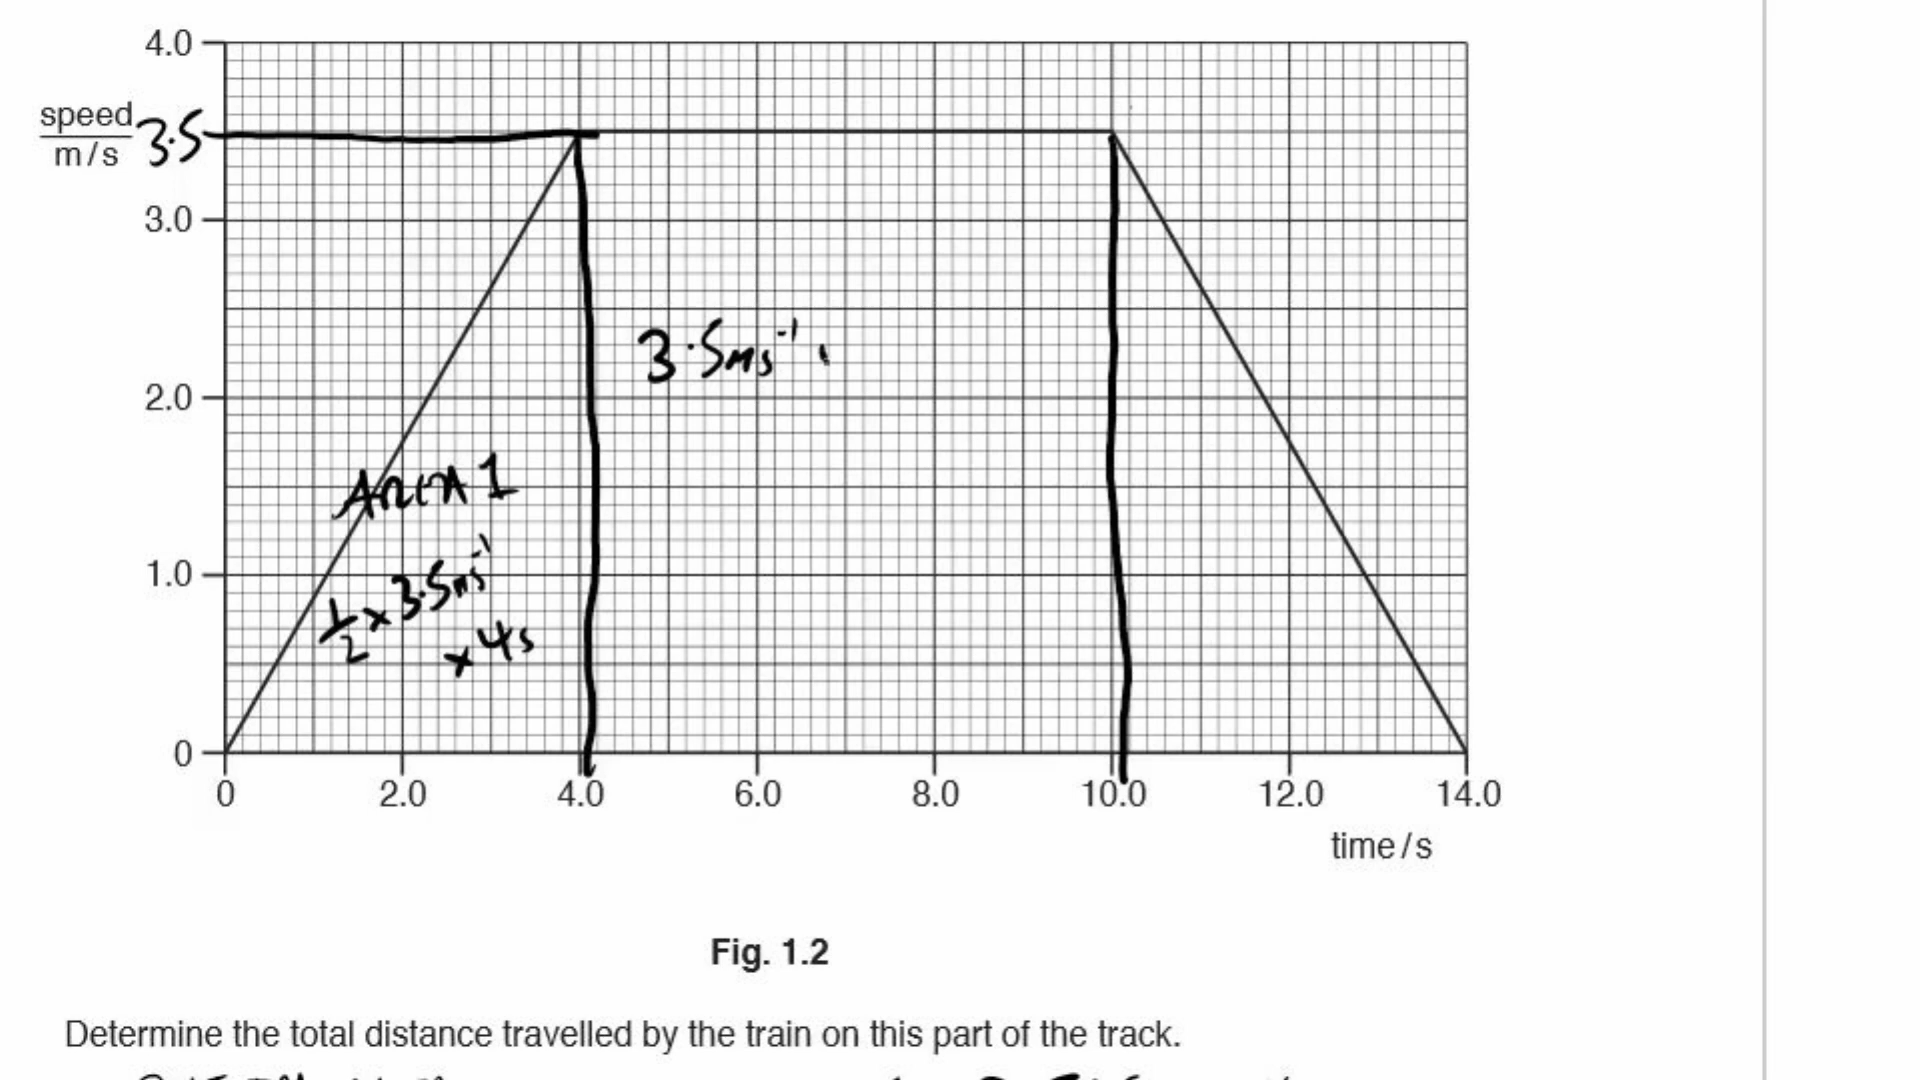 4.0
speed
m/s
3.5
3.0
3.5ms⁻¹
2.0
AREA 1
1.0
½ x 3.5ms⁻¹
x 4s
0
0 2.0 4.0 6.0 8.0 10.0 12.0 14.0
time/s
Fig. 1.2
Determine the total distance travelled by the train on this part of the track.